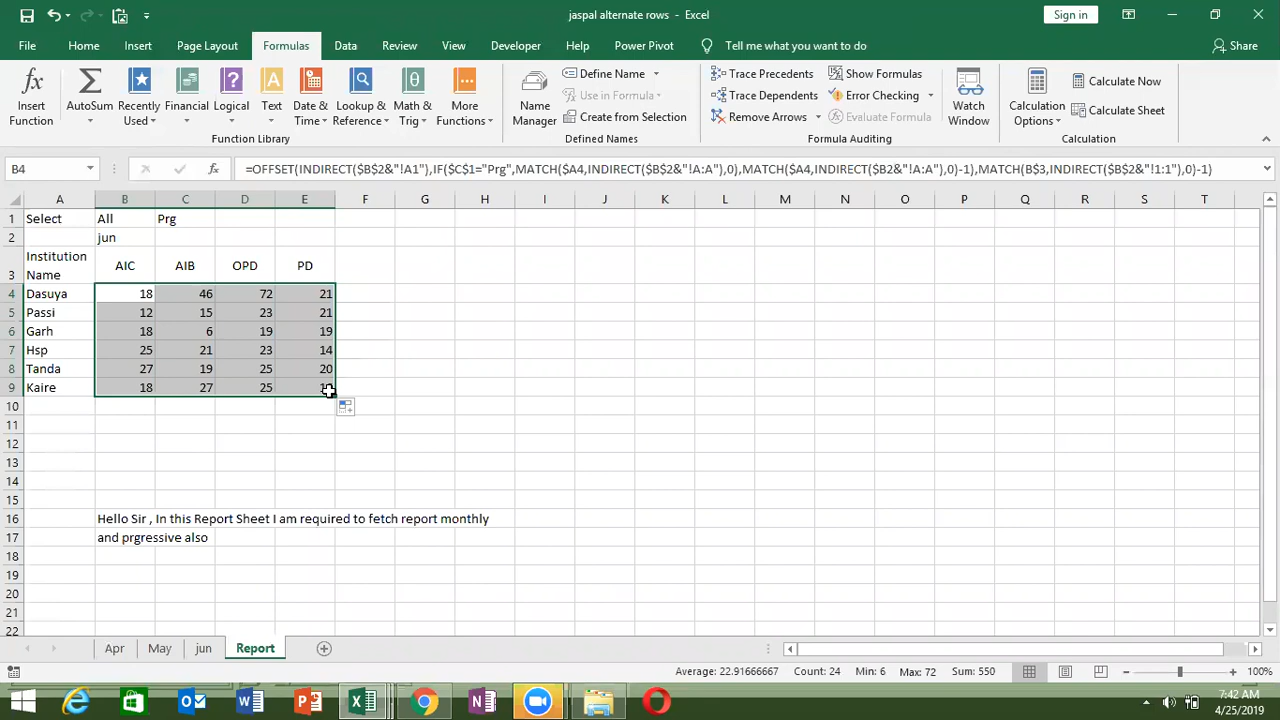 jaspal alternate rows - Excel
Sign in
File Home Insert Page Layout Formulas Data Review View Developer Help Power Pivot Tell me what you want to do Share
Insert Function
AutoSum
Recently Used
Financial
Logical
Text
Date & Time
Lookup & Reference
Math & Trig
More Functions
Function Library
Name Manager
Define Name
Use in Formula
Create from Selection
Defined Names
Trace Precedents
Trace Dependents
Remove Arrows
Show Formulas
Error Checking
Evaluate Formula
Formula Auditing
Watch Window
Calculation Options
Calculate Now
Calculate Sheet
Calculation
B4
fx
=OFFSET(INDIRECT($B$2&"!A1"),IF($C$1="Prg",MATCH($A4,INDIRECT($B$2&"!A:A"),0),MATCH($A4,INDIRECT($B2&"!A:A"),0)-1),MATCH(B$3,INDIRECT($B$2&"!1:1"),0)-1)
A B C D E F G H I J K L M N O P Q R S T
1 Select All Prg
2 jun
3 Institution Name AIC AIB OPD PD
4 Dasuya 18 46 72 21
5 Passi 12 15 23 21
6 Garh 18 6 19 19
7 Hsp 25 21 23 14
8 Tanda 27 19 25 20
9 Kaire 18 27 25
10
11
12
13
14
15
16 Hello Sir , In this Report Sheet I am required to fetch report monthly
17 and prgressive also
18
19
20
21
22
Apr May jun Report
Average: 22.91666667 Count: 24 Min: 6 Max: 72 Sum: 550 100%
7:42 AM
4/25/2019